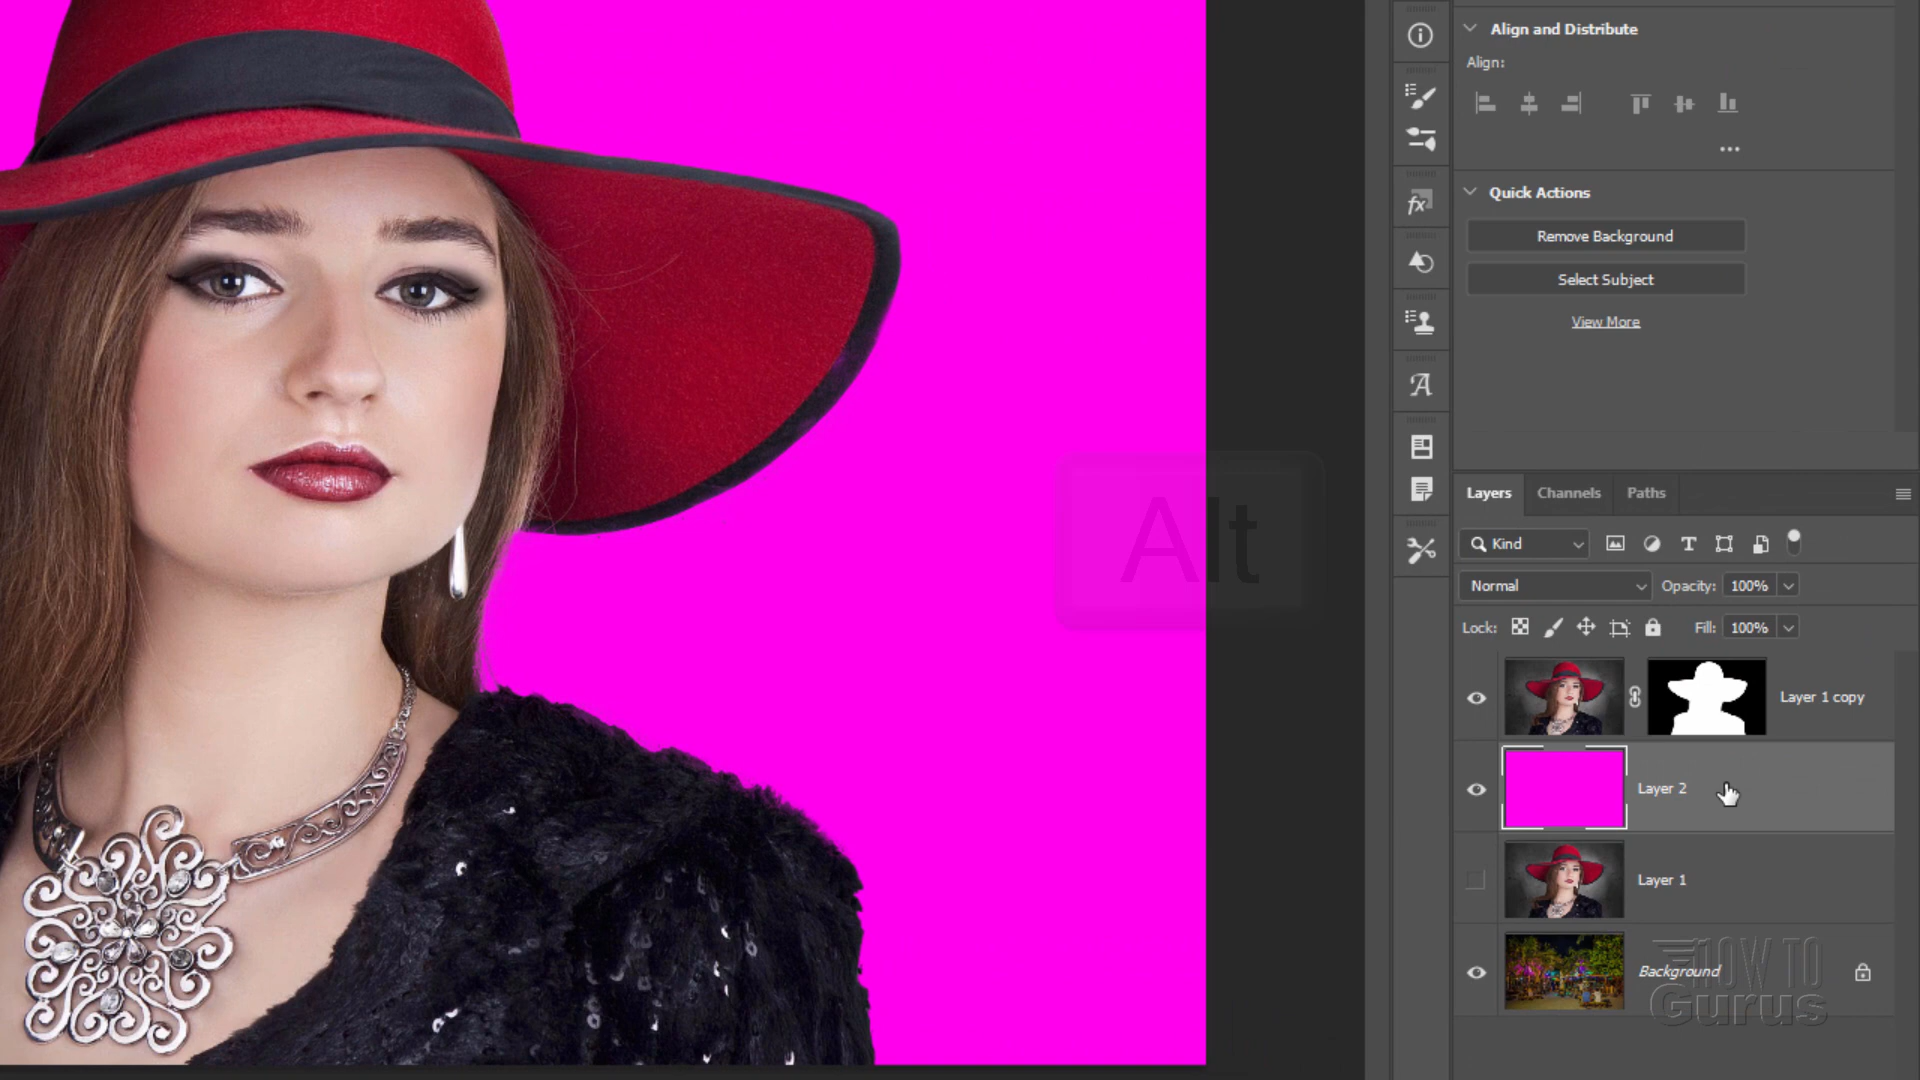 Align and Distribute
Align:
Quick Actions
Remove Background
Select Subject
View More
Alt
Layers Channels Paths
Kind
Normal Opacity: 100%
Lock: Fill: 100%
Layer 1 copy
Layer 2
Layer 1
Background
HOW TO
Gurus